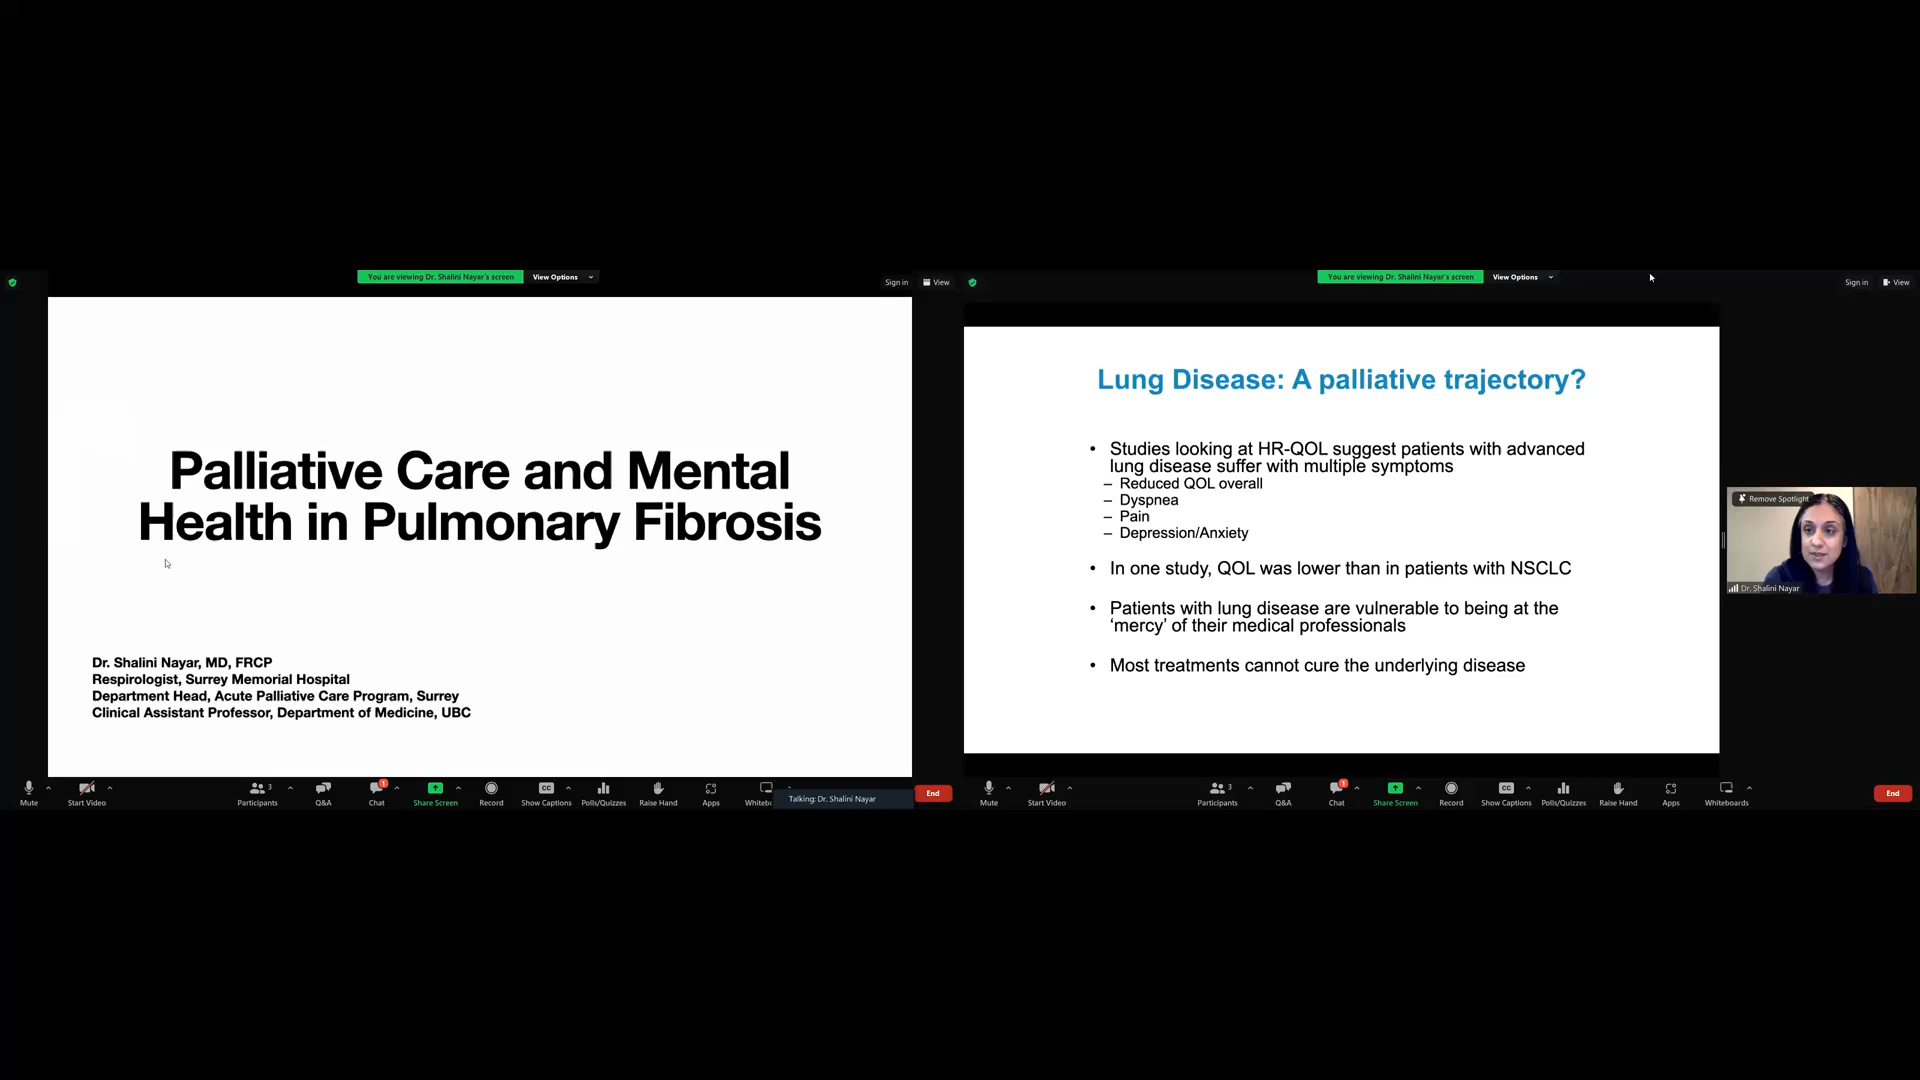 You are viewing Dr. Shalini Nayar's screen
View Options
Sign in
View
Palliative Care and Mental
Health in Pulmonary Fibrosis
Dr. Shalini Nayar, MD, FRCP
Respirologist, Surrey Memorial Hospital
Department Head, Acute Palliative Care Program, Surrey
Clinical Assistant Professor, Department of Medicine, UBC
Mute
Start Video
3
Participants
Q&A
1
Chat
Share Screen
Record
CC
Show Captions
Polls/Quizzes
Raise Hand
Apps
Whitebo
Talking: Dr. Shalini Nayar
End
You are viewing Dr. Shalini Nayar's screen
View Options
Sign in
View
Lung Disease: A palliative trajectory?
• Studies looking at HR-QOL suggest patients with advanced
lung disease suffer with multiple symptoms
– Reduced QOL overall
– Dyspnea
– Pain
– Depression/Anxiety
• In one study, QOL was lower than in patients with NSCLC
• Patients with lung disease are vulnerable to being at the
‘mercy’ of their medical professionals
• Most treatments cannot cure the underlying disease
Remove Spotlight
Dr. Shalini Nayar
Mute
Start Video
3
Participants
Q&A
1
Chat
Share Screen
Record
CC
Show Captions
Polls/Quizzes
Raise Hand
Apps
Whiteboards
End